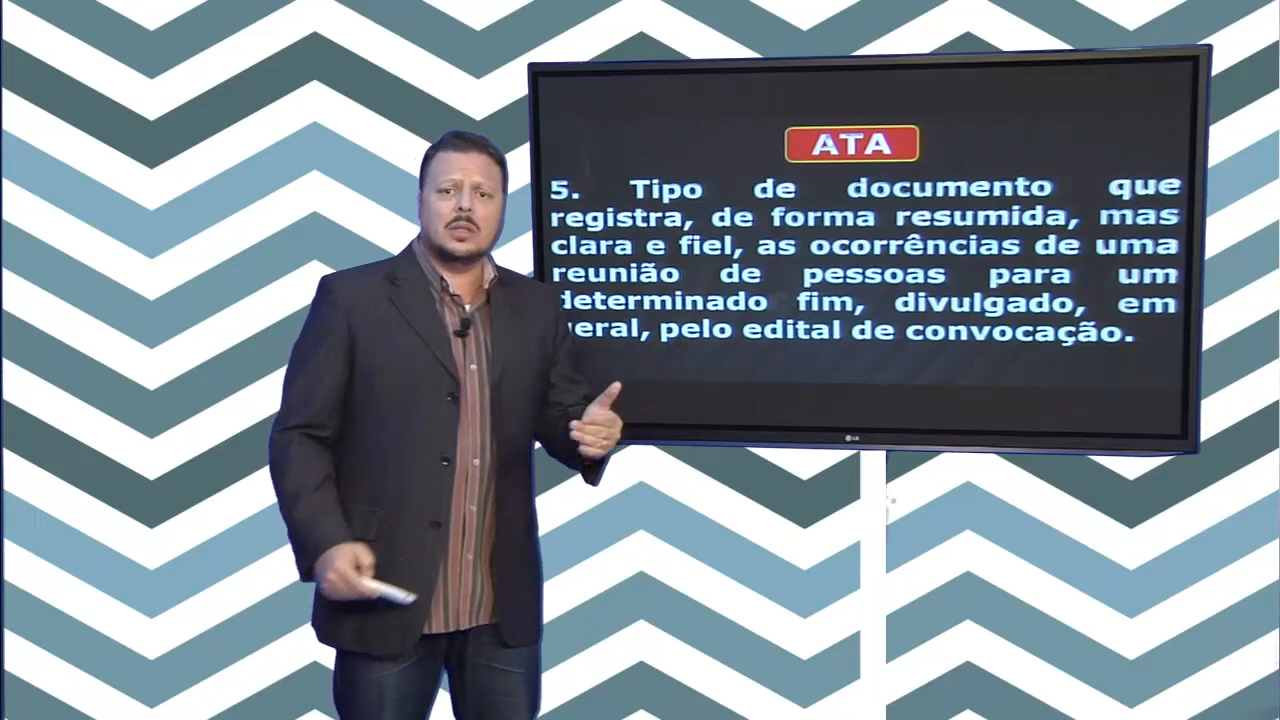 ATA
5. Tipo de documento que
registra, de forma resumida, mas
clara e fiel, as ocorrências de uma
reunião de pessoas para um
determinado fim, divulgado, em
geral, pelo edital de convocação.
LG